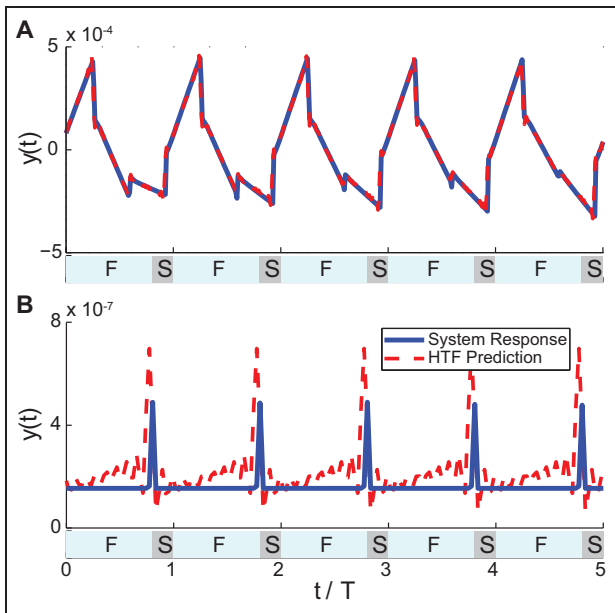 A
x 10-4
5
0
−5
y(t)
F S F S F S F S F S
B
x 10-7
8
4
0
y(t)
System Response
HTF Prediction
F S F S F S F S F S
0 1 2 3 4 5
t / T